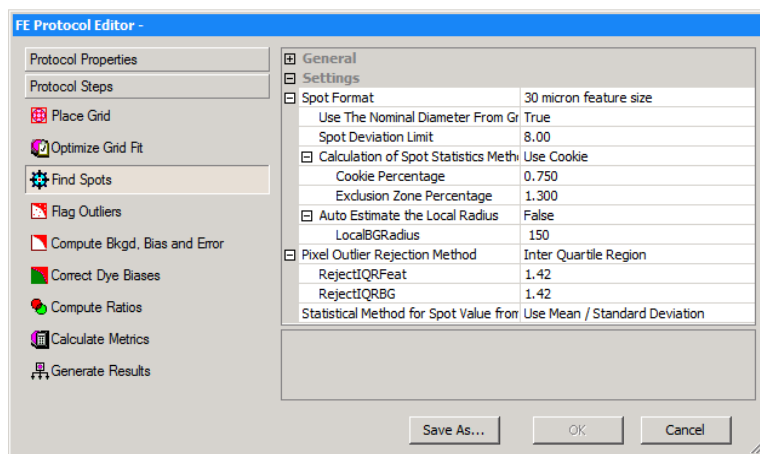 FE Protocol Editor -
Protocol Properties
Protocol Steps
Place Grid
Optimize Grid Fit
Find Spots
Flag Outliers
Compute Bkgd, Bias and Error
Correct Dye Biases
Compute Ratios
Calculate Metrics
Generate Results
General
Settings
Spot Format 30 micron feature size
Use The Nominal Diameter From Gr True
Spot Deviation Limit 8.00
Calculation of Spot Statistics Meth Use Cookie
Cookie Percentage 0.750
Exclusion Zone Percentage 1.300
Auto Estimate the Local Radius False
LocalBGRadius 150
Pixel Outlier Rejection Method Inter Quartile Region
RejectIQRFeat 1.42
RejectIQRBG 1.42
Statistical Method for Spot Value from Use Mean / Standard Deviation
Save As... OK Cancel